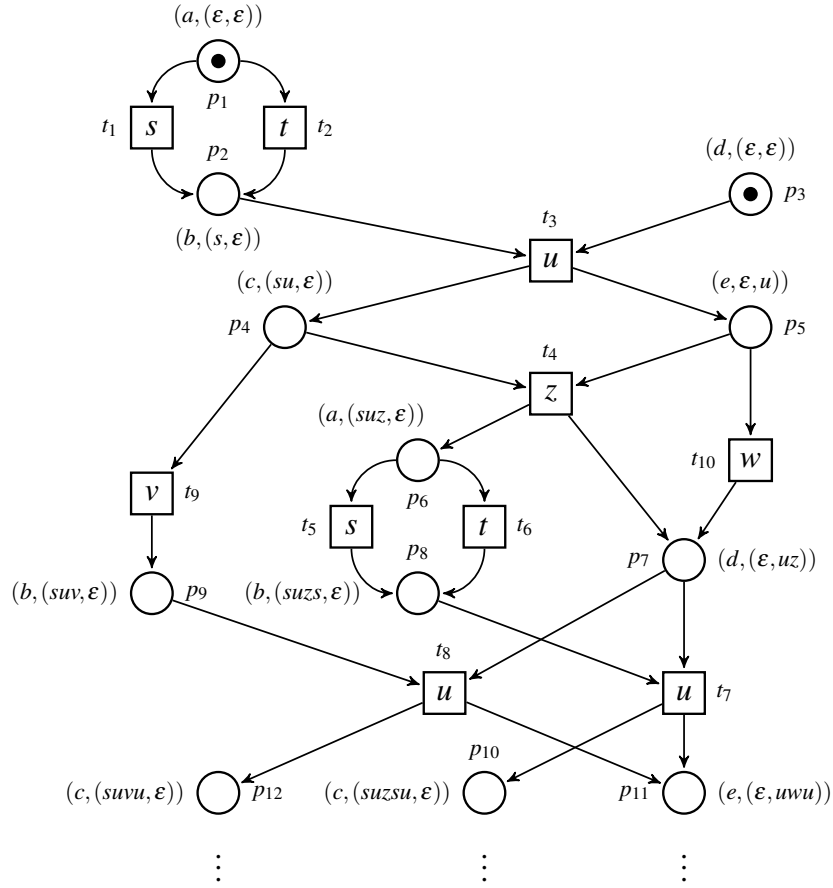 (a,(ε,ε))
p1
t1 s t t2
p2
(d,(ε,ε))
p3
(b,(s,ε))
t3
u
(c,(su,ε)) (e,ε,u))
p4 p5
t4
z
(a,(suz,ε))
t10 w
p6
v t9
t5 s t t6
p8
p7 (d,(ε,uz))
(b,(suv,ε)) p9 (b,(suzs,ε))
t8
u u t7
p10
(c,(suvu,ε)) p12 (c,(suzsu,ε)) p11 (e,(ε,uwu))
⋮ ⋮ ⋮